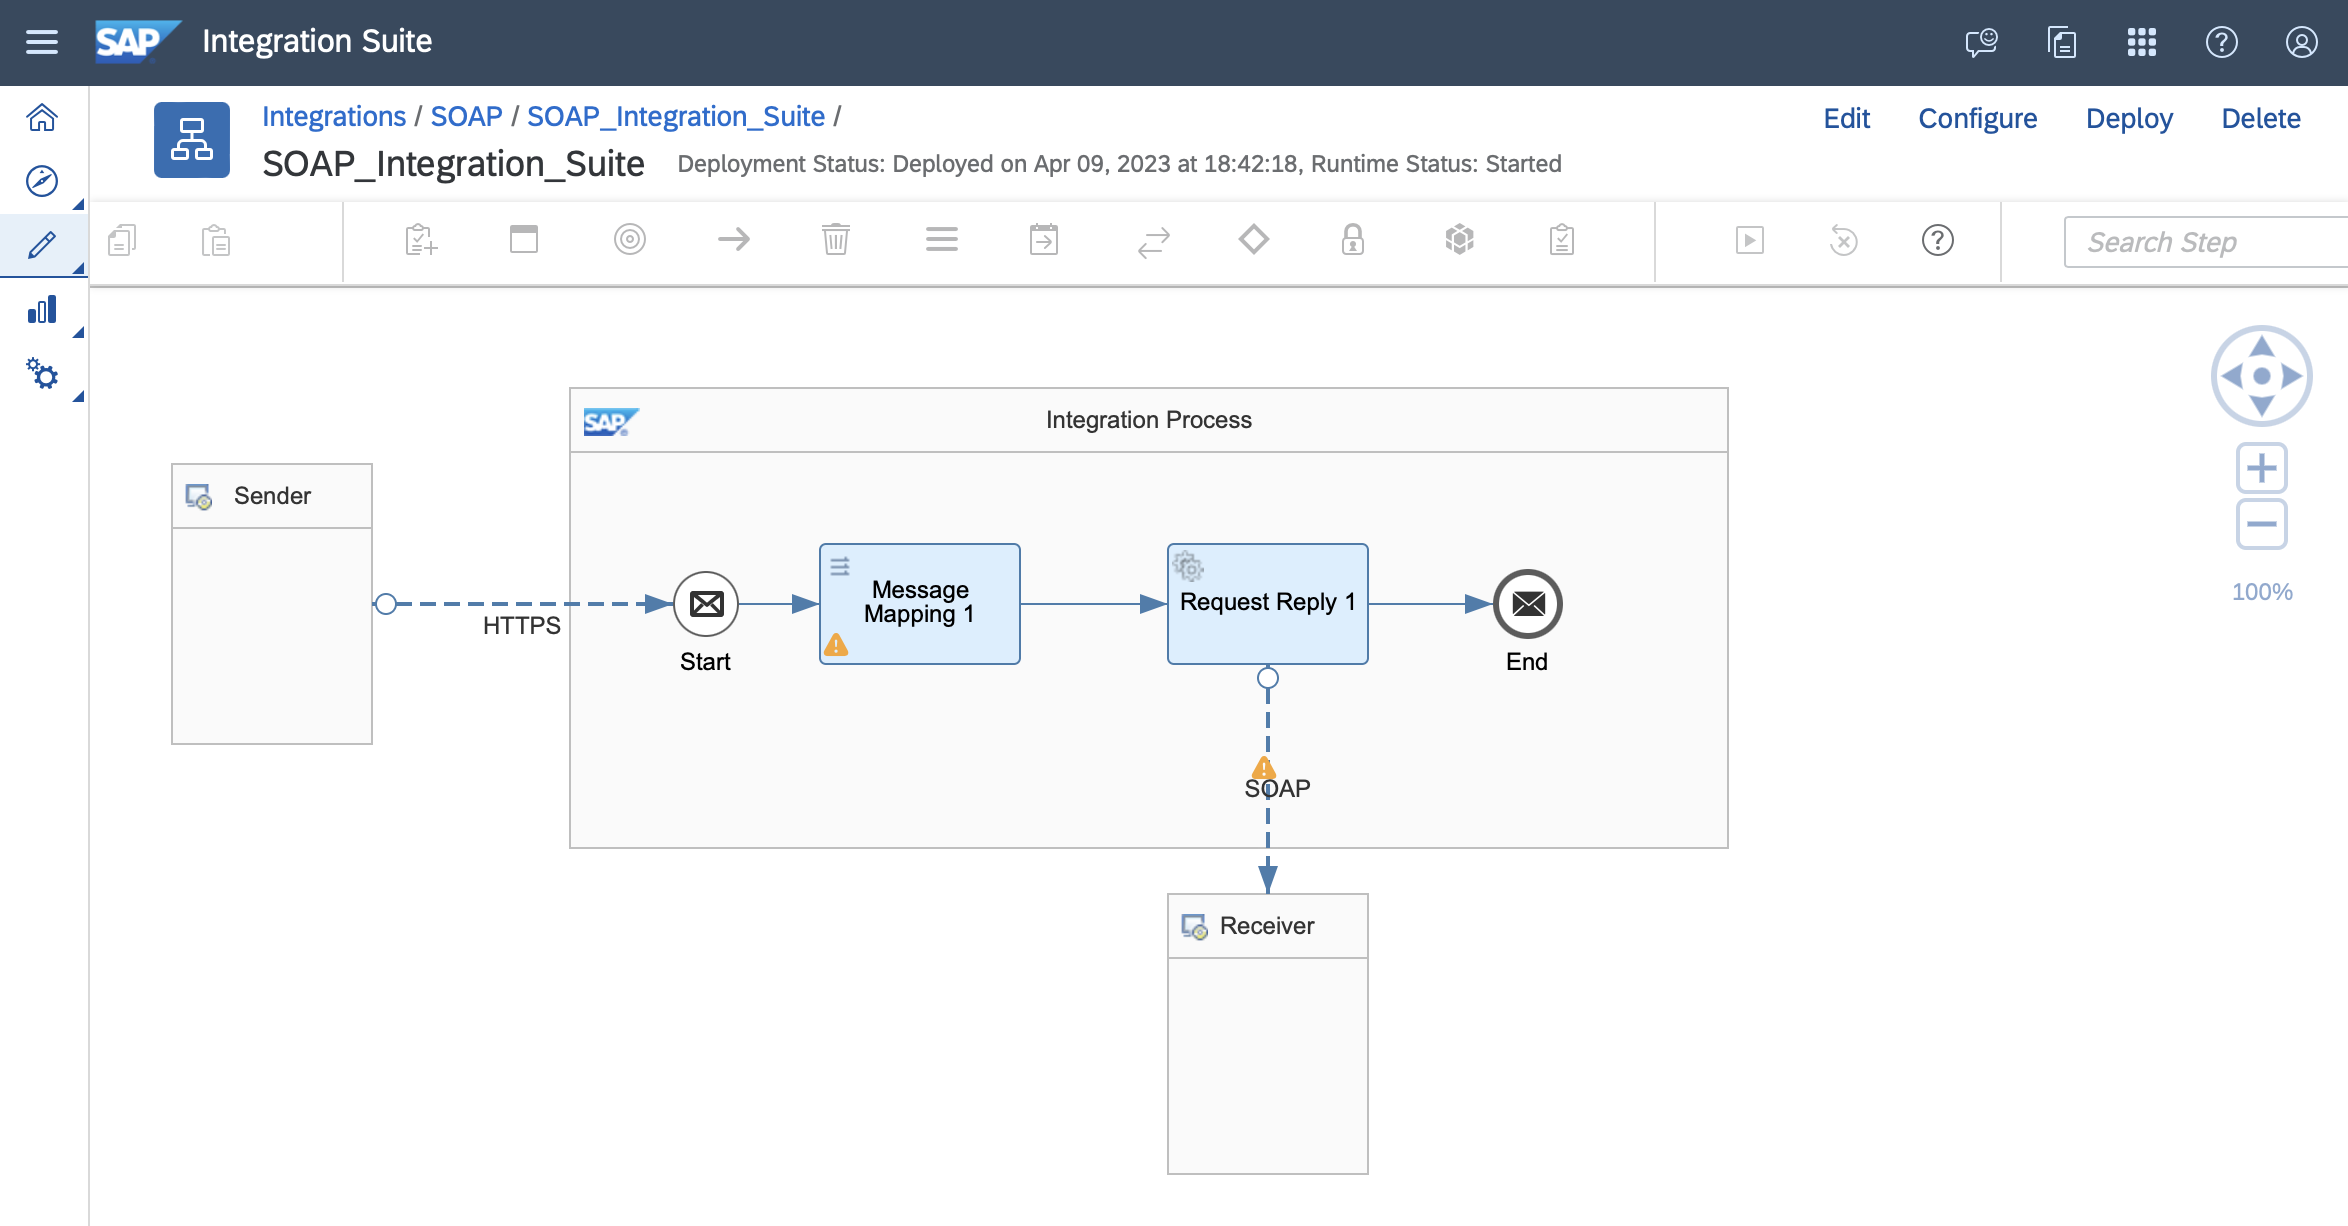 SAP Integration Suite
Integrations / SOAP / SOAP_Integration_Suite /
Edit Configure Deploy Delete
SOAP_Integration_Suite Deployment Status: Deployed on Apr 09, 2023 at 18:42:18, Runtime Status: Started
Search Step
SAP Integration Process
Sender
Message
Mapping 1
Request Reply 1
HTTPS
Start
End
100%
SOAP
Receiver